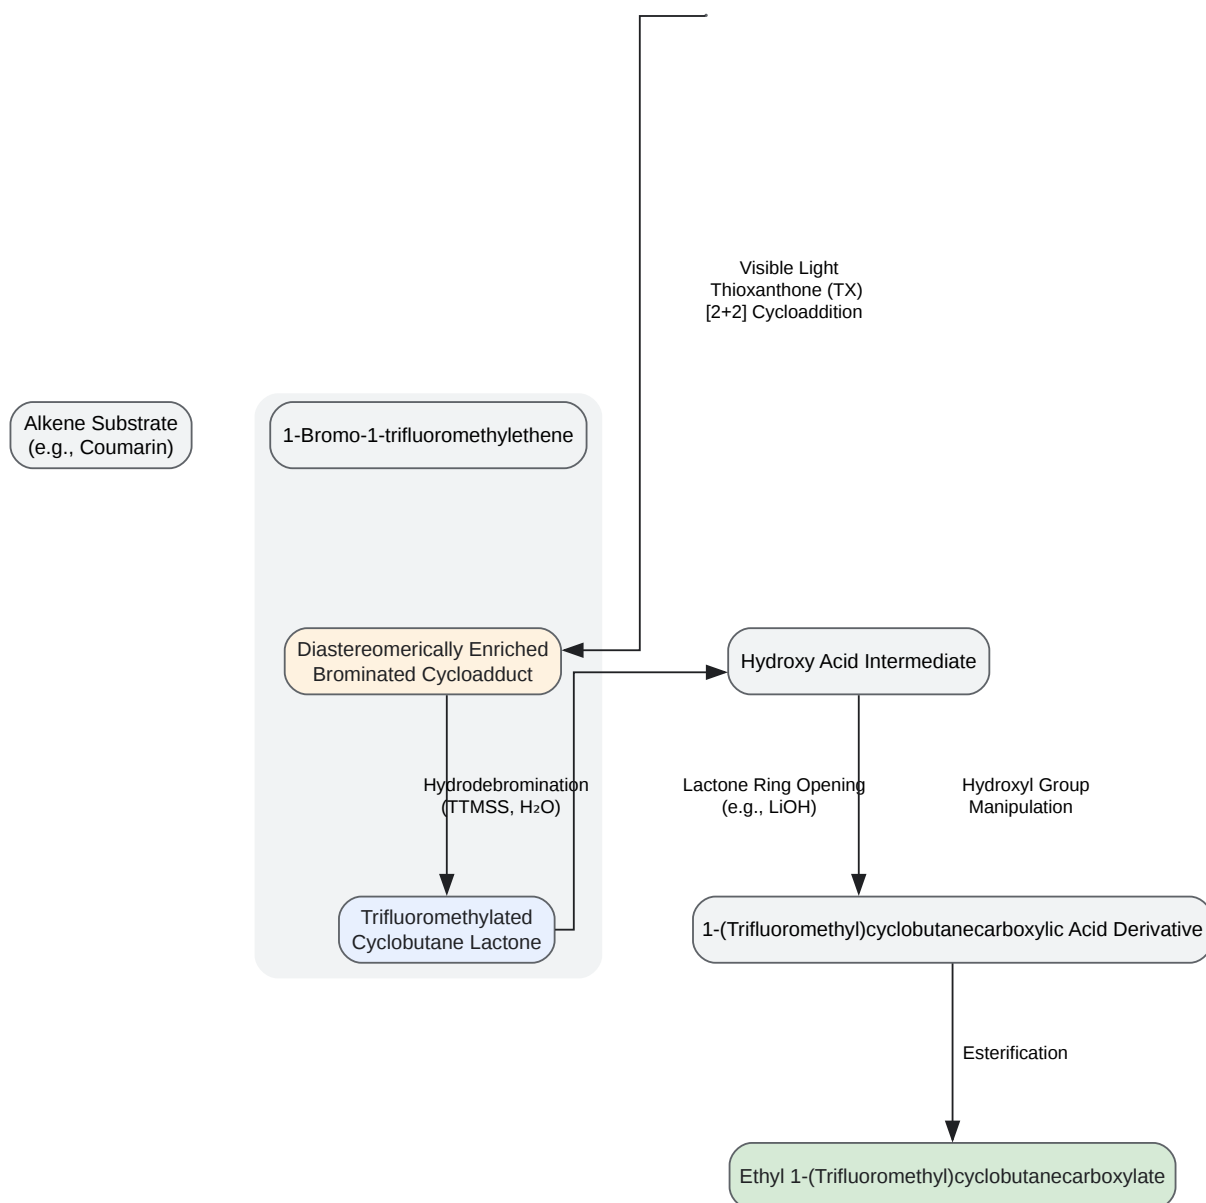 Visible Light
Thioxanthone (TX)
[2+2] Cycloaddition
Alkene Substrate
(e.g., Coumarin)
1-Bromo-1-trifluoromethylethene
Diastereomerically Enriched
Brominated Cycloadduct
Hydroxy Acid Intermediate
Hydrodebromination
(TTMSS, H₂O)
Lactone Ring Opening
(e.g., LiOH)
Hydroxyl Group
Manipulation
Trifluoromethylated
Cyclobutane Lactone
1-(Trifluoromethyl)cyclobutanecarboxylic Acid Derivative
Esterification
Ethyl 1-(Trifluoromethyl)cyclobutanecarboxylate